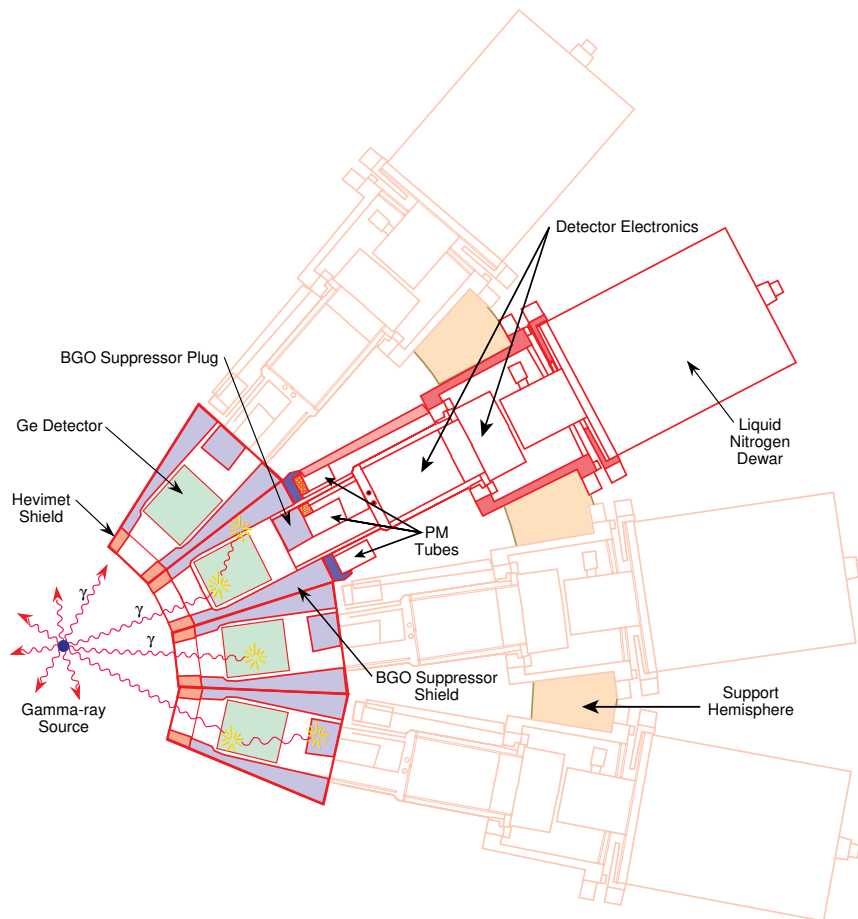 Detector Electronics
BGO Suppressor Plug
Ge Detector
Liquid
Nitrogen
Dewar
Hevimet
Shield
PM
Tubes
γ
γ
γ
BGO Suppressor
Shield
Support
Hemisphere
Gamma-ray
Source